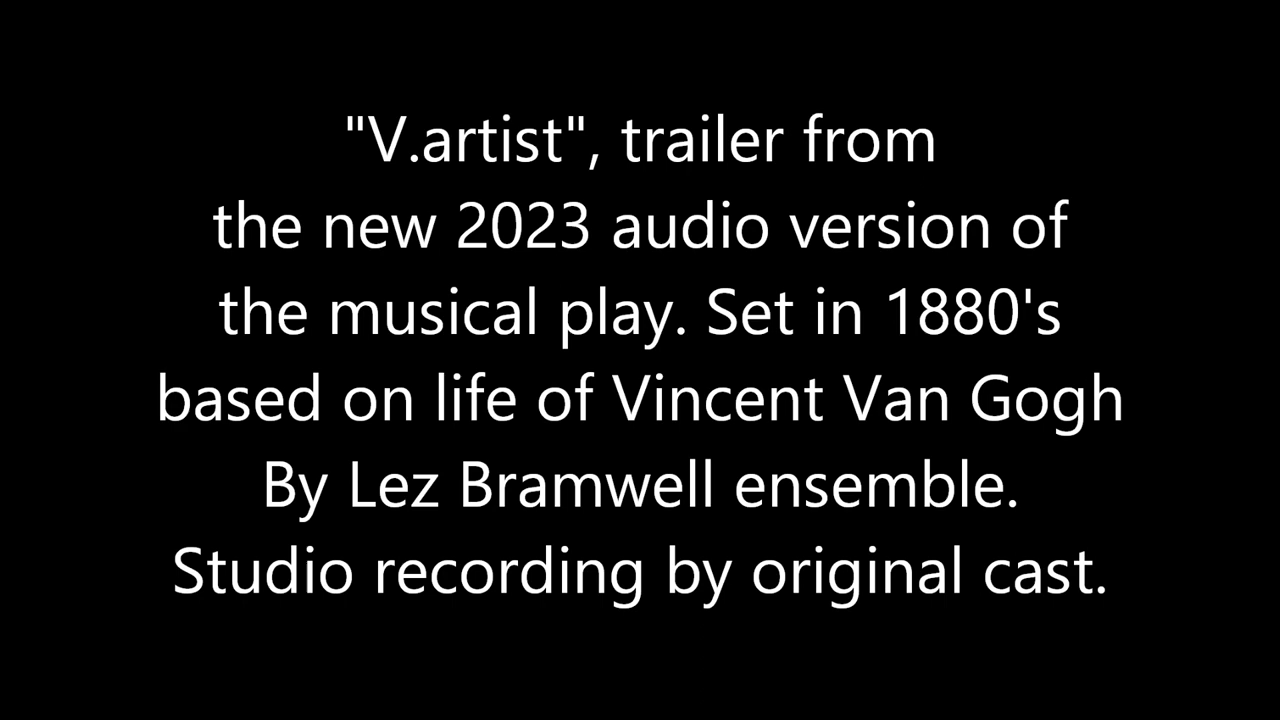 "V.artist", trailer from
the new 2023 audio version of
the musical play. Set in 1880's
based on life of Vincent Van Gogh
By Lez Bramwell ensemble.
Studio recording by original cast.